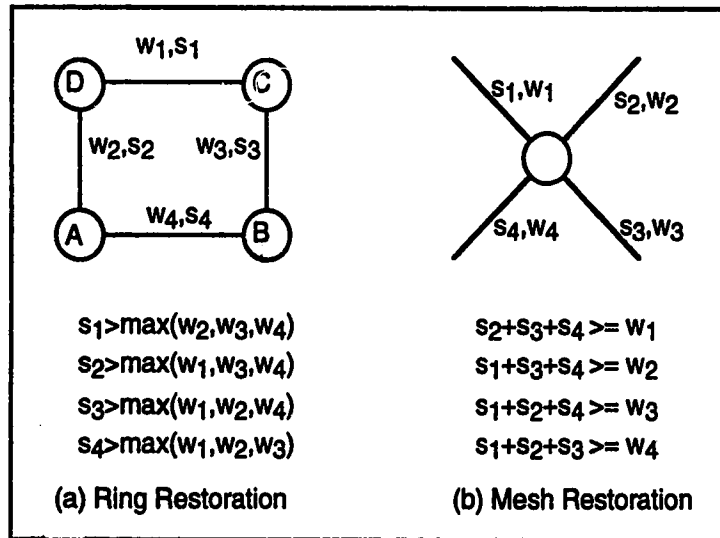 w1,s1
D
C
w2,s2
w3,s3
A
w4,s4
B
s1>max(w2,w3,w4)
s2>max(w1,w3,w4)
s3>max(w1,w2,w4)
s4>max(w1,w2,w3)
(a) Ring Restoration
s1,w1
s2,w2
s4,w4
s3,w3
s2+s3+s4 >= w1
s1+s3+s4 >= w2
s1+s2+s4 >= w3
s1+s2+s3 >= w4
(b) Mesh Restoration